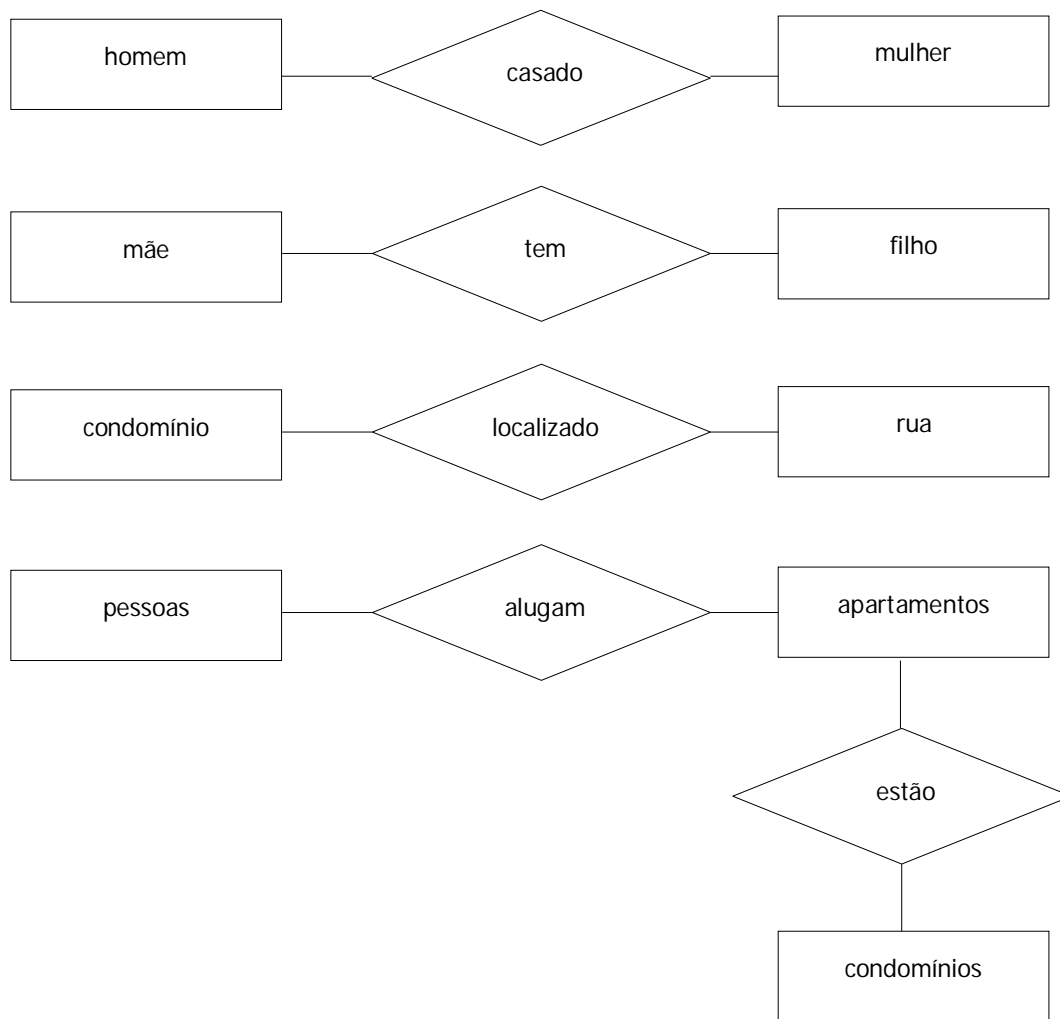 homem
casado
mulher
mãe
tem
filho
condomínio
localizado
rua
pessoas
alugam
apartamentos
estão
condomínios